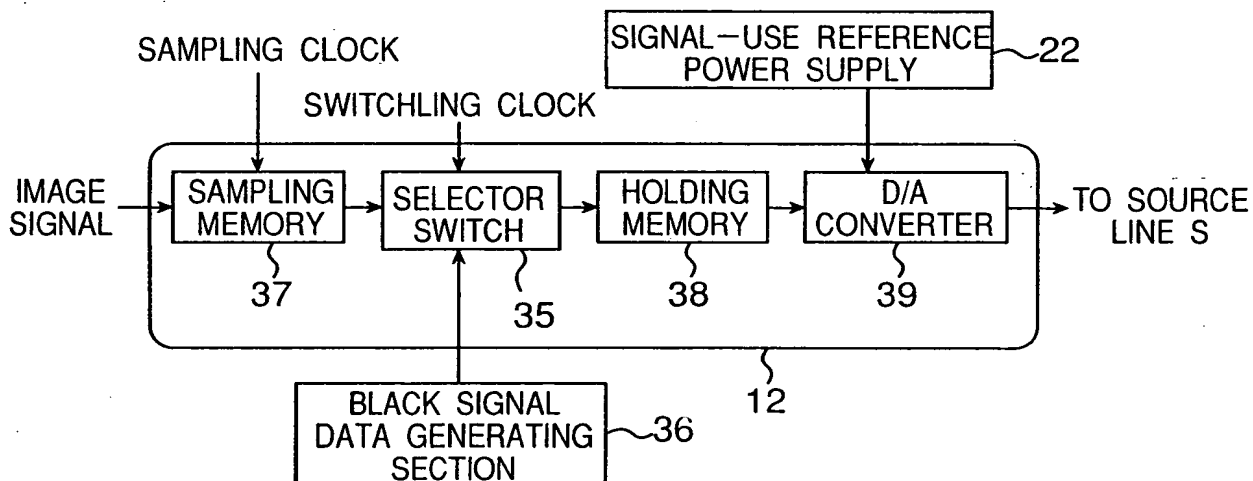 SIGNAL-USE REFERENCE
POWER SUPPLY
22
SAMPLING CLOCK
SWITCHLING CLOCK
IMAGE
SIGNAL
SAMPLING
MEMORY
37
SELECTOR
SWITCH
35
HOLDING
MEMORY
38
D/A
CONVERTER
39
TO SOURCE
LINE S
12
BLACK SIGNAL
DATA GENERATING
SECTION
36